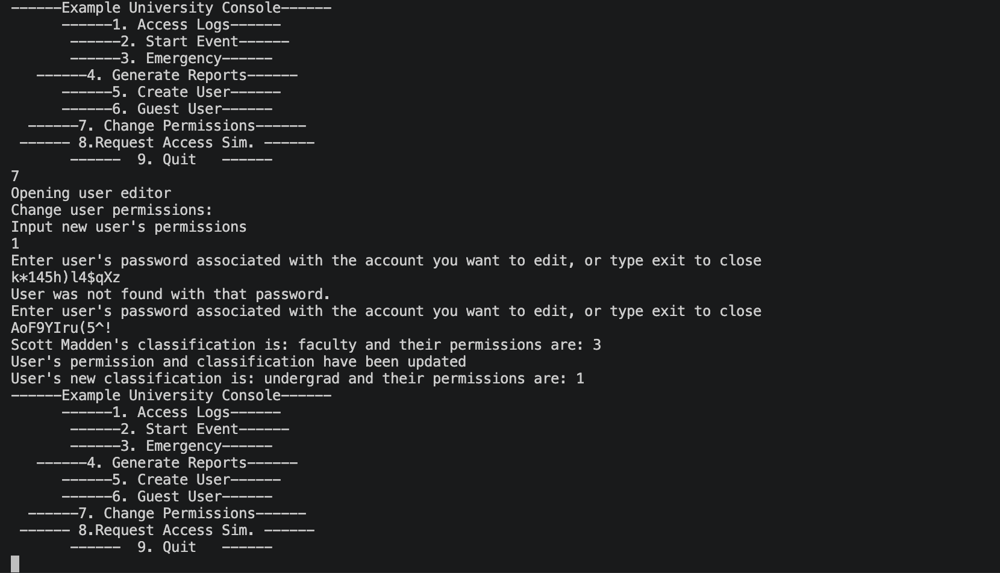 ------Example University Console------
------1. Access Logs------
------2. Start Event------
------3. Emergency------
------4. Generate Reports------
------5. Create User------
------6. Guest User------
------7. Change Permissions------
------ 8.Request Access Sim. ------
------  9. Quit   ------
7
Opening user editor
Change user permissions:
Input new user's permissions
1
Enter user's password associated with the account you want to edit, or type exit to close
k*145h)l4$qXz
User was not found with that password.
Enter user's password associated with the account you want to edit, or type exit to close
AoF9YIru(5^!
Scott Madden's classification is: faculty and their permissions are: 3
User's permission and classification have been updated
User's new classification is: undergrad and their permissions are: 1
------Example University Console------
------1. Access Logs------
------2. Start Event------
------3. Emergency------
------4. Generate Reports------
------5. Create User------
------6. Guest User------
------7. Change Permissions------
------ 8.Request Access Sim. ------
------  9. Quit   ------